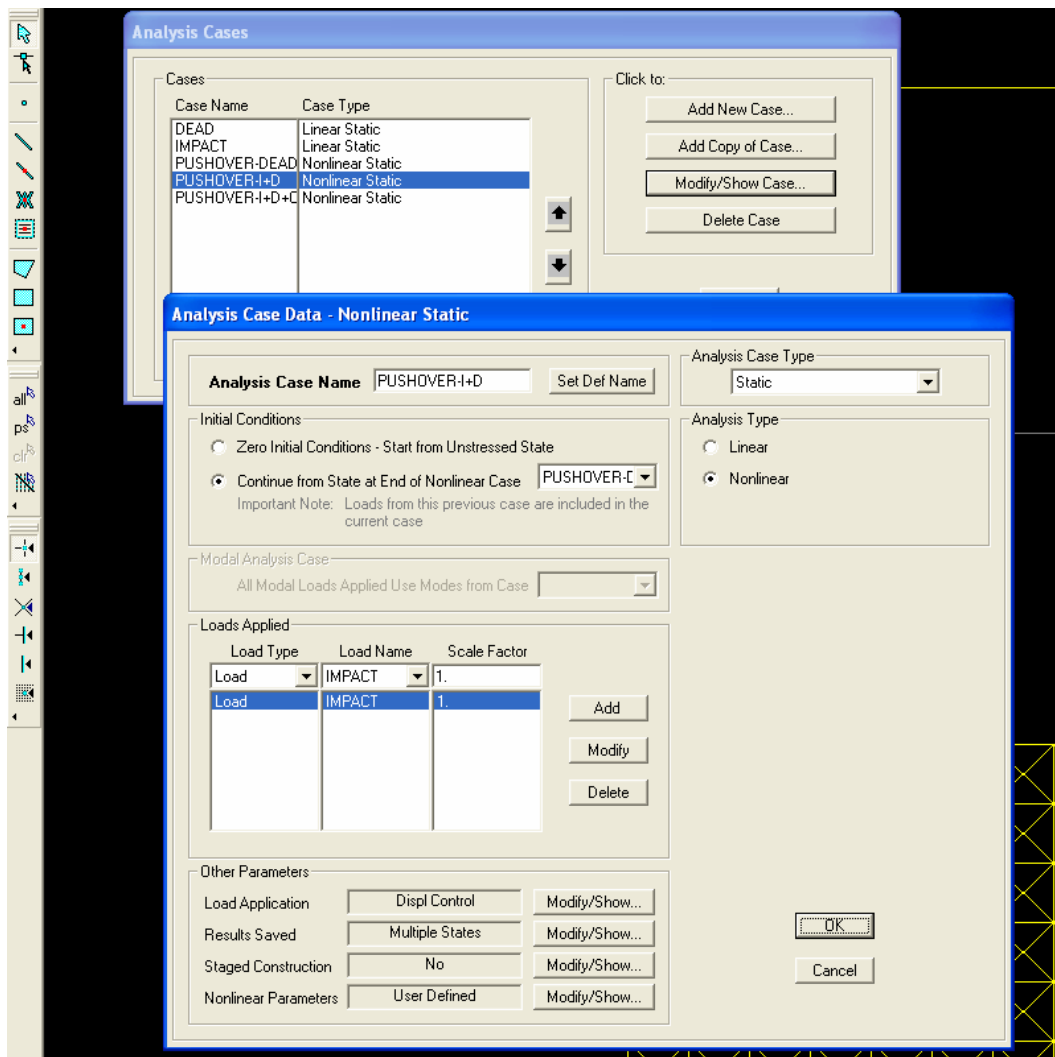 Analysis Cases
Cases
Click to:
Case Name Case Type
DEAD Linear Static
IMPACT Linear Static
PUSHOVER-DEAD Nonlinear Static
PUSHOVER-I+D Nonlinear Static
PUSHOVER-I+D+C Nonlinear Static
Add New Case...
Add Copy of Case...
Modify/Show Case...
Delete Case
all
ps
clr
Analysis Case Data - Nonlinear Static
Analysis Case Name PUSHOVER-I+D Set Def Name
Analysis Case Type
Static
Initial Conditions
Zero Initial Conditions - Start from Unstressed State
Continue from State at End of Nonlinear Case PUSHOVER-D
Important Note: Loads from this previous case are included in the
current case
Analysis Type
Linear
Nonlinear
Modal Analysis Case
All Modal Loads Applied Use Modes from Case
Loads Applied
Load Type Load Name Scale Factor
Load IMPACT 1.
Load IMPACT 1.
Add
Modify
Delete
Other Parameters
Load Application Displ Control Modify/Show...
Results Saved Multiple States Modify/Show...
Staged Construction No Modify/Show...
Nonlinear Parameters User Defined Modify/Show...
OK
Cancel